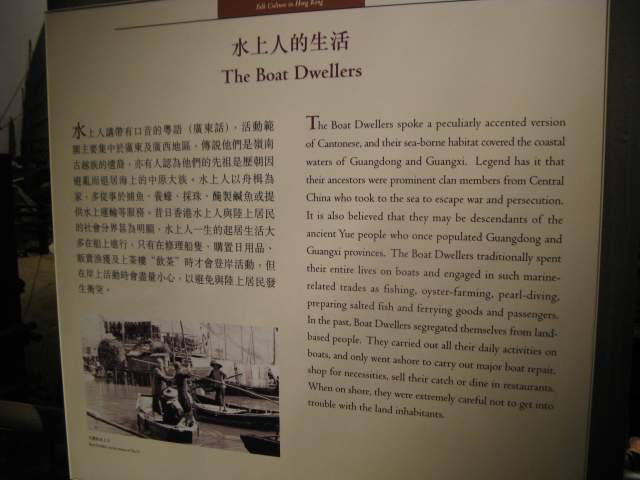 Folk Culture in Hong Kong
水上人的生活
The Boat Dwellers
水上人講帶有口音的粵語（廣東話），活動範
圍主要集中於廣東及廣西地區。傳說他們是嶺南
古越族的遺裔，亦有人認為他們的先祖是歷朝因
避亂而退居海上的中原大族。水上人以舟楫為
家，多從事於捕魚、養蠔、採珠、醃製鹹魚或提
供水上運輸等服務。昔日香港水上人與陸上居民
的社會分界甚為明顯，水上人一生的起居生活大
多在船上進行，只有在修理船隻、購置日用品、
販賣漁獲及上茶樓“飲茶”時才會登岸活動，但
在岸上活動時會盡量小心，以避免與陸上居民發
生衝突。
The Boat Dwellers spoke a peculiarly accented version
of Cantonese, and their sea-borne habitat covered the coastal
waters of Guangdong and Guangxi. Legend has it that
their ancestors were prominent clan members from Central
China who took to the sea to escape war and persecution.
It is also believed that they may be descendants of the
ancient Yue people who once populated Guangdong and
Guangxi provinces. The Boat Dwellers traditionally spent
their entire lives on boats and engaged in such marine-
related trades as fishing, oyster-farming, pearl-diving,
preparing salted fish and ferrying goods and passengers.
In the past, Boat Dwellers segregated themselves from land-
based people. They carried out all their daily activities on
boats, and only went ashore to carry out major boat repair,
shop for necessities, sell their catch or dine in restaurants.
When on shore, they were extremely careful not to get into
trouble with the land inhabitants.